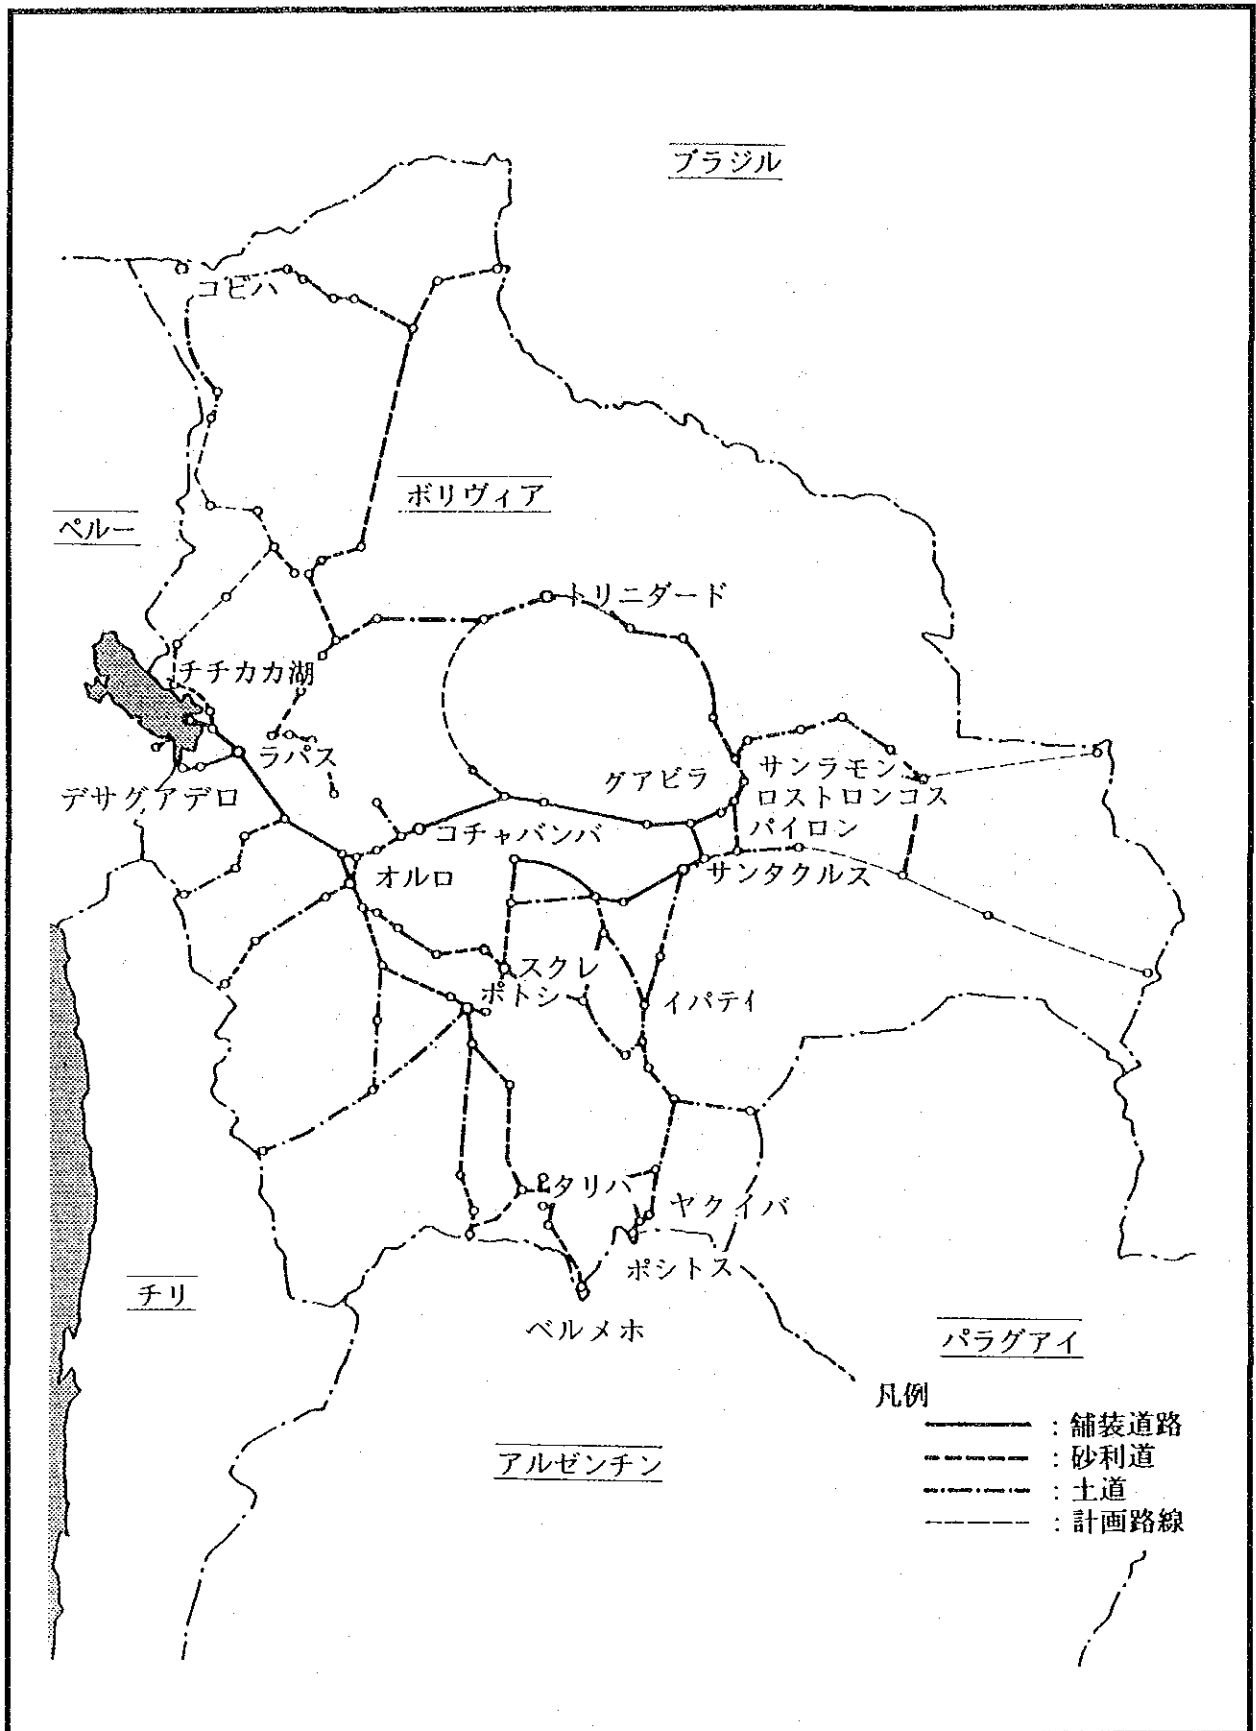 ブラジル
コビハ
ボリヴィア
ペルー
トリニダード
チチカカ湖
ラパス
グアビラ
サンラモン
デサグアデロ
ロストロンコス
コチャバンバ
パイロン
オルロ
サンタクルス
スクレ
ポトシ
イパティ
タリハ
ヤクイバ
ポシトス
チリ
ベルメホ
パラグアイ
凡例
：舗装道路
：砂利道
：土道
：計画路線
アルゼンチン